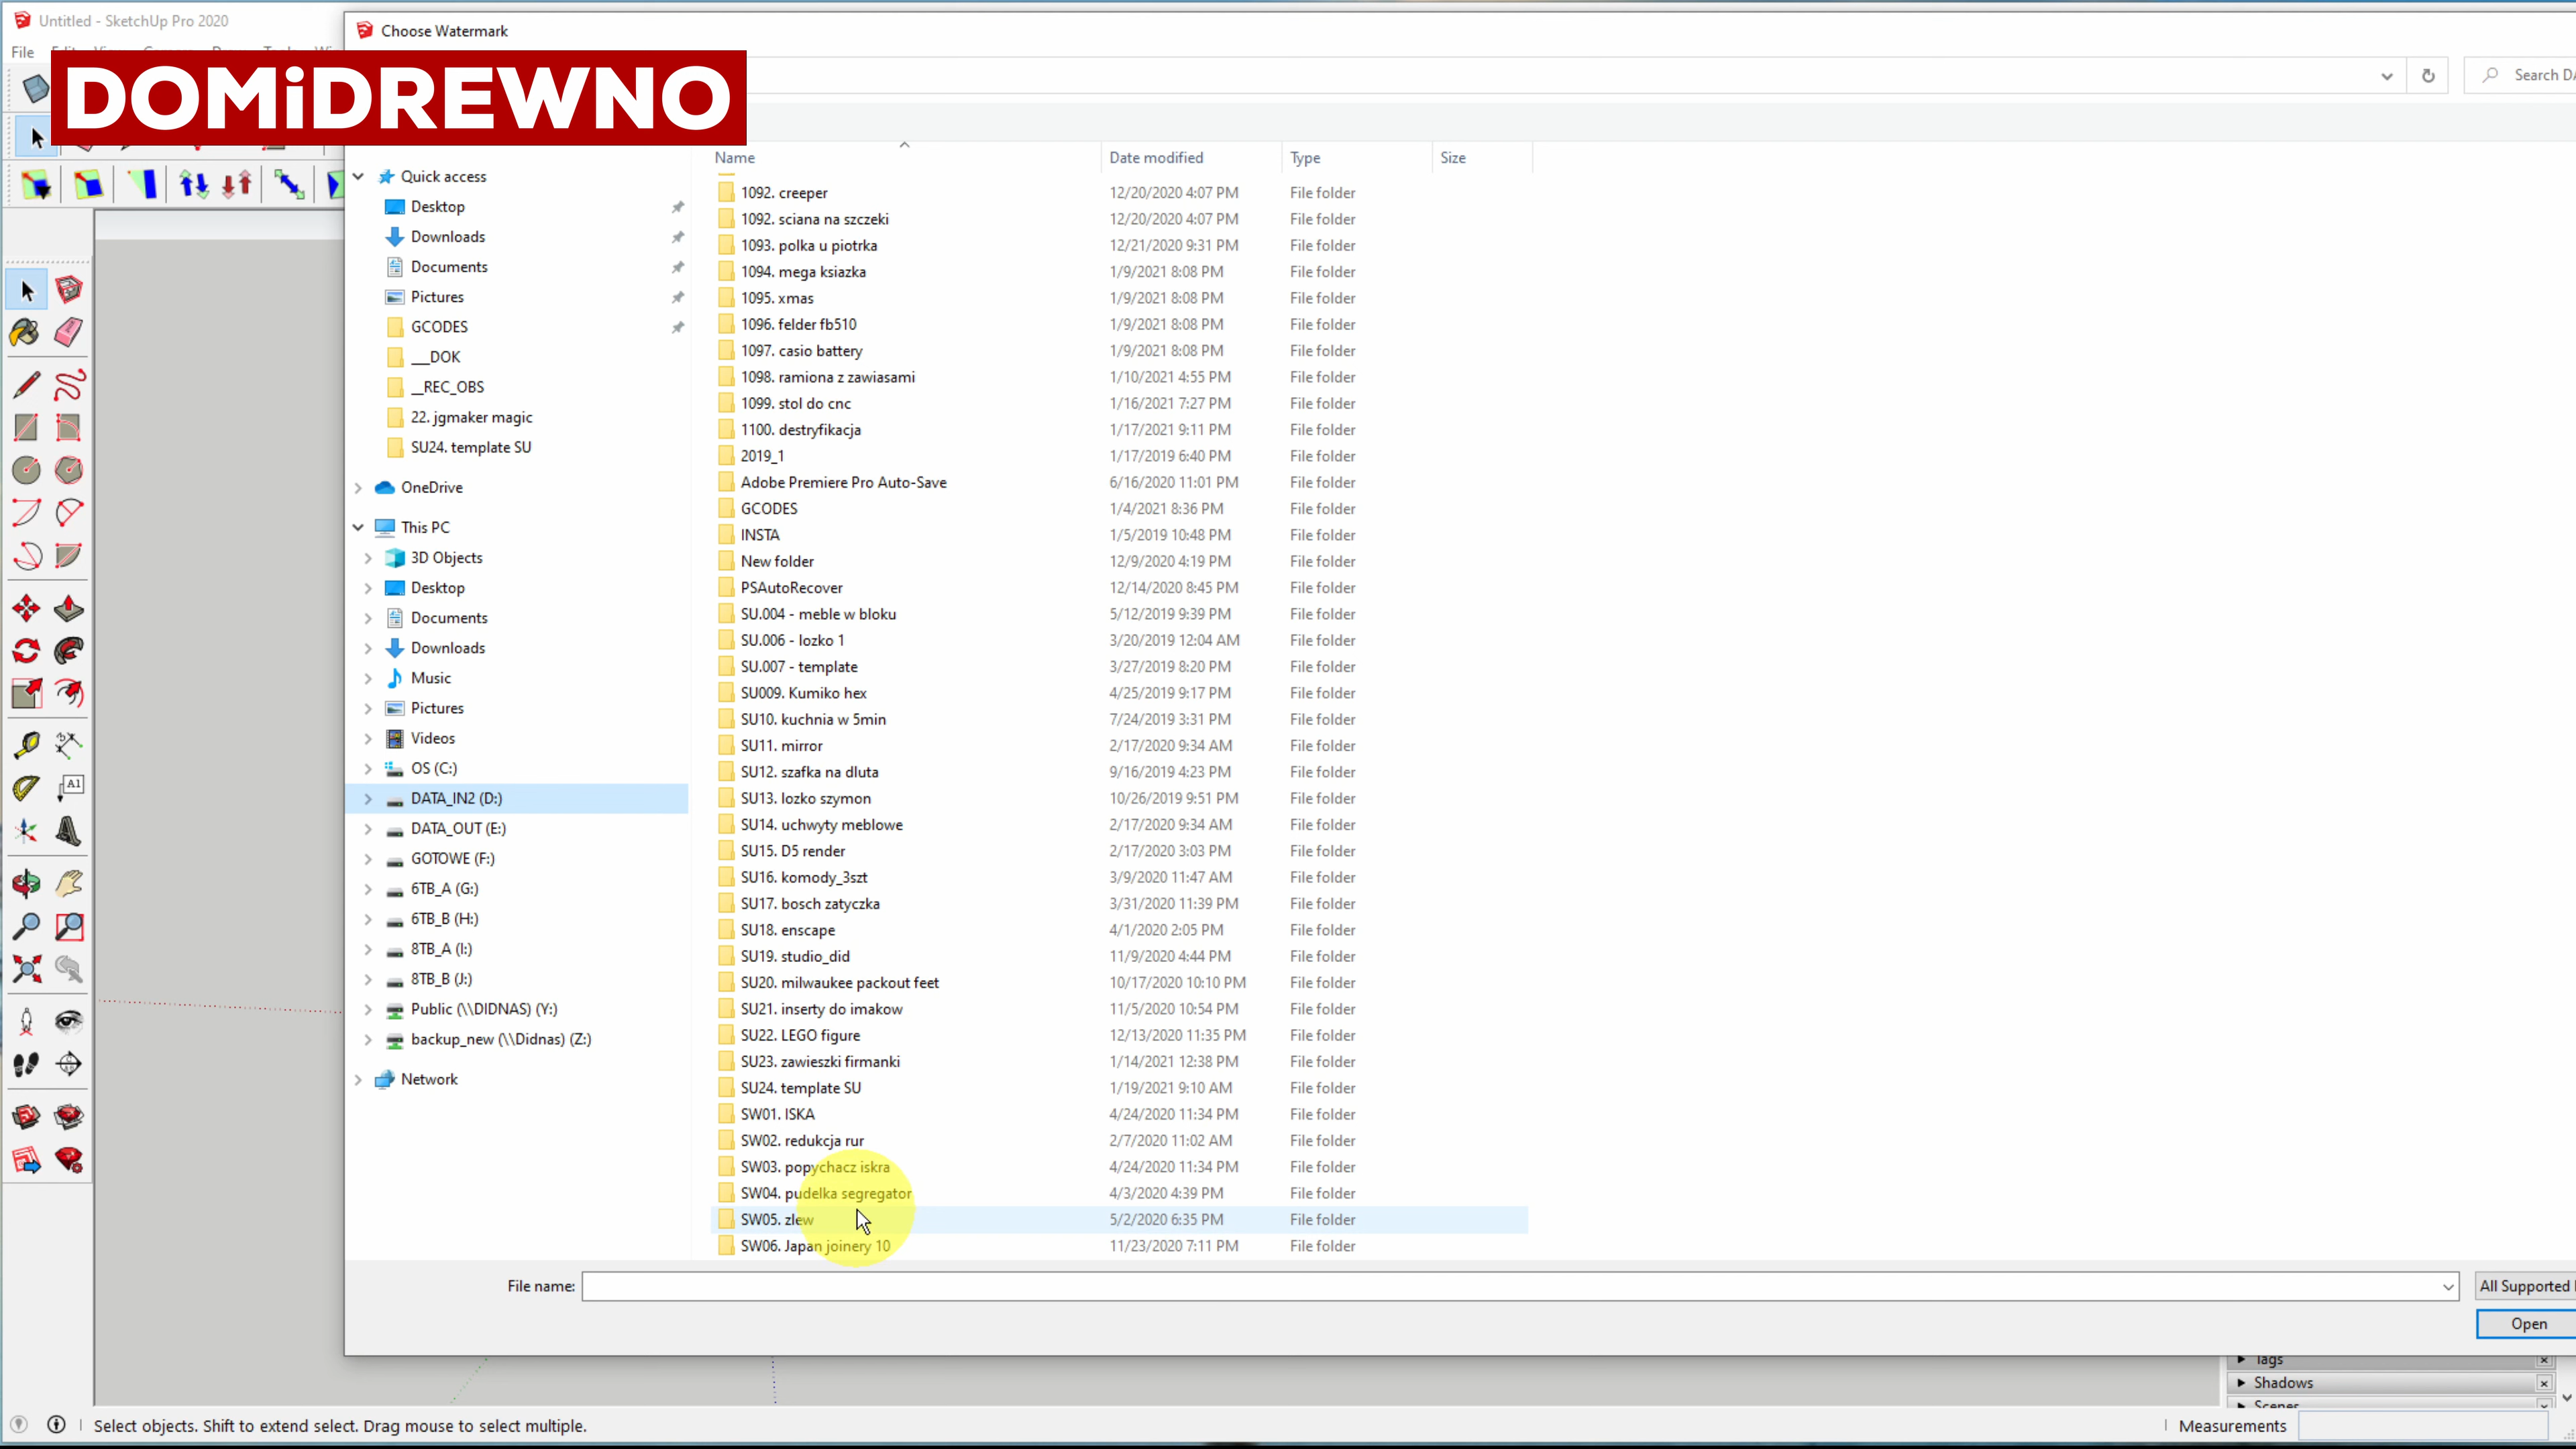 Untitled - SketchUp Pro 2020
Choose Watermark
File
DOMiDREWNO
Search
Name
Date modified
Type
Size
Quick access
Desktop
Downloads
Documents
Pictures
GCODES
___DOK
__REC_OBS
22. jgmaker magic
SU24. template SU
OneDrive
This PC
3D Objects
Desktop
Documents
Downloads
Music
Pictures
Videos
OS (C:)
DATA_IN2 (D:)
DATA_OUT (E:)
GOTOWE (F:)
6TB_A (G:)
6TB_B (H:)
8TB_A (I:)
8TB_B (J:)
Public (\\DIDNAS) (Y:)
backup_new (\\Didnas) (Z:)
Network
1092. creeper 12/20/2020 4:07 PM File folder
1092. sciana na szczeki 12/20/2020 4:07 PM File folder
1093. polka u piotrka 12/21/2020 9:31 PM File folder
1094. mega ksiazka 1/9/2021 8:08 PM File folder
1095. xmas 1/9/2021 8:08 PM File folder
1096. felder fb510 1/9/2021 8:08 PM File folder
1097. casio battery 1/9/2021 8:08 PM File folder
1098. ramiona z zawiasami 1/10/2021 4:55 PM File folder
1099. stol do cnc 1/16/2021 7:27 PM File folder
1100. destryfikacja 1/17/2021 9:11 PM File folder
2019_1 1/17/2019 6:40 PM File folder
Adobe Premiere Pro Auto-Save 6/16/2020 11:01 PM File folder
GCODES 1/4/2021 8:36 PM File folder
INSTA 1/5/2019 10:48 PM File folder
New folder 12/9/2020 4:19 PM File folder
PSAutoRecover 12/14/2020 8:45 PM File folder
SU.004 - meble w bloku 5/12/2019 9:39 PM File folder
SU.006 - lozko 1 3/20/2019 12:04 AM File folder
SU.007 - template 3/27/2019 8:20 PM File folder
SU009. Kumiko hex 4/25/2019 9:17 PM File folder
SU10. kuchnia w 5min 7/24/2019 3:31 PM File folder
SU11. mirror 2/17/2020 9:34 AM File folder
SU12. szafka na dluta 9/16/2019 4:23 PM File folder
SU13. lozko szymon 10/26/2019 9:51 PM File folder
SU14. uchwyty meblowe 2/17/2020 9:34 AM File folder
SU15. D5 render 2/17/2020 3:03 PM File folder
SU16. komody_3szt 3/9/2020 11:47 AM File folder
SU17. bosch zatyczka 3/31/2020 11:39 PM File folder
SU18. enscape 4/1/2020 2:05 PM File folder
SU19. studio_did 11/9/2020 4:44 PM File folder
SU20. milwaukee packout feet 10/17/2020 10:10 PM File folder
SU21. inserty do imakow 11/5/2020 10:54 PM File folder
SU22. LEGO figure 12/13/2020 11:35 PM File folder
SU23. zawieszki firmanki 1/14/2021 12:38 PM File folder
SU24. template SU 1/19/2021 9:10 AM File folder
SW01. ISKA 4/24/2020 11:34 PM File folder
SW02. redukcja rur 2/7/2020 11:02 AM File folder
SW03. popychacz iskra 4/24/2020 11:34 PM File folder
SW04. pudelka segregator 4/3/2020 4:39 PM File folder
SW05. zlew 5/2/2020 6:35 PM File folder
SW06. Japan joinery 10 11/23/2020 7:11 PM File folder
File name:
All Supported
Open
Tags
Shadows
Scenes
Select objects. Shift to extend select. Drag mouse to select multiple.
Measurements